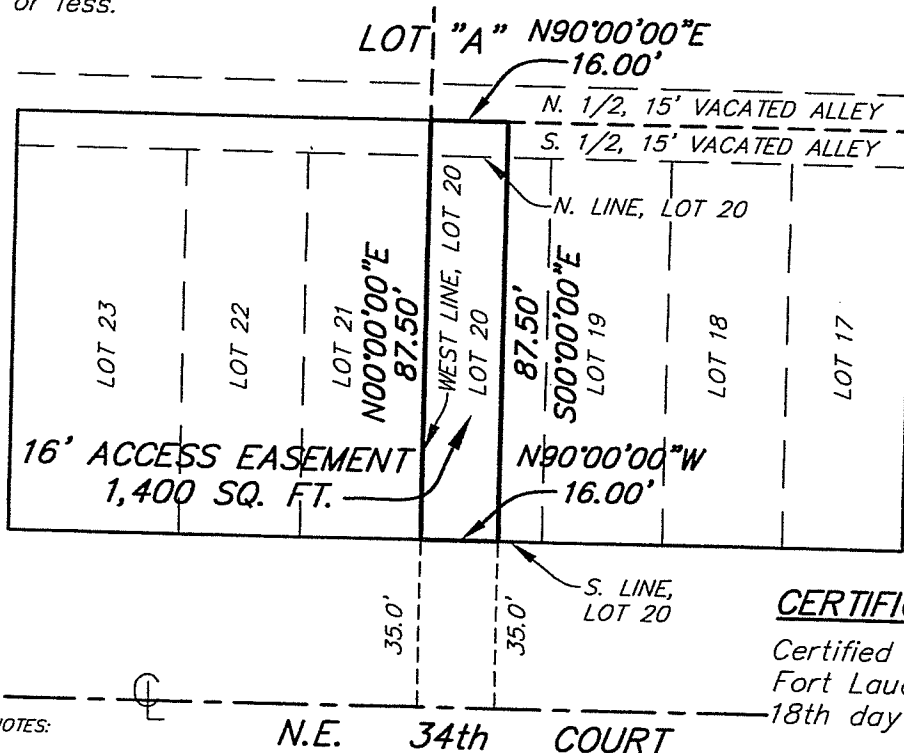 or less.
LOT "A"
N90°00'00"E
16.00'
N. 1/2, 15' VACATED ALLEY
S. 1/2, 15' VACATED ALLEY
N. LINE, LOT 20
LOT 23
LOT 22
LOT 21
N00°00'00"E
87.50'
WEST LINE, LOT 20
LOT 20
87.50'
S00°00'00"E
LOT 19
LOT 18
LOT 17
16' ACCESS EASEMENT
1,400 SQ. FT.
N90°00'00"W
16.00'
S. LINE,
LOT 20
35.0'
35.0'
CERTIFIC
Certified
Fort Laud
18th day
NOTES:
CL
N.E. 34th COURT